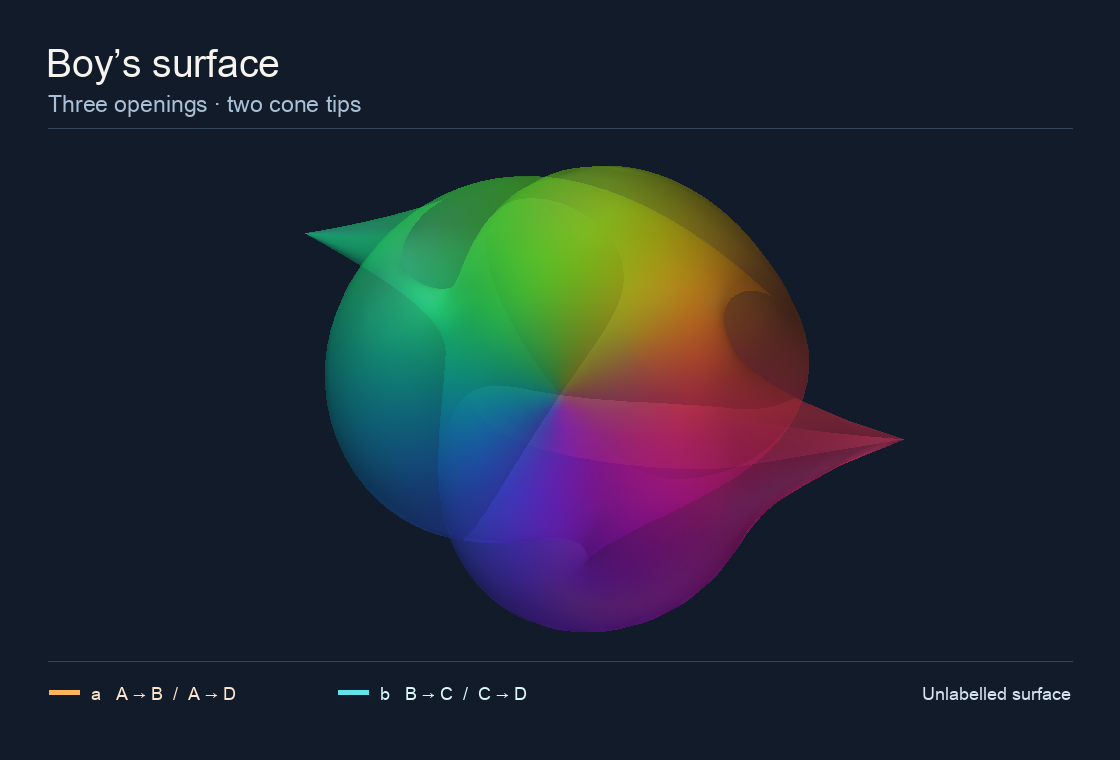 Boy’s surface
Three openings · two cone tips
a A→B / A→D b B→C / C→D Unlabelled surface